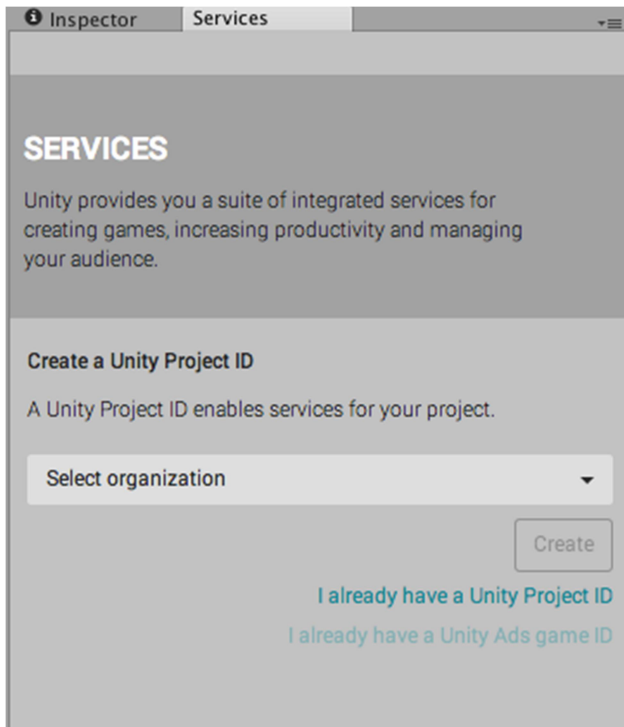 Inspector
Services
SERVICES
Unity provides you a suite of integrated services for
creating games, increasing productivity and managing
your audience.
Create a Unity Project ID
A Unity Project ID enables services for your project.
Select organization
Create
I already have a Unity Project ID
I already have a Unity Ads game ID